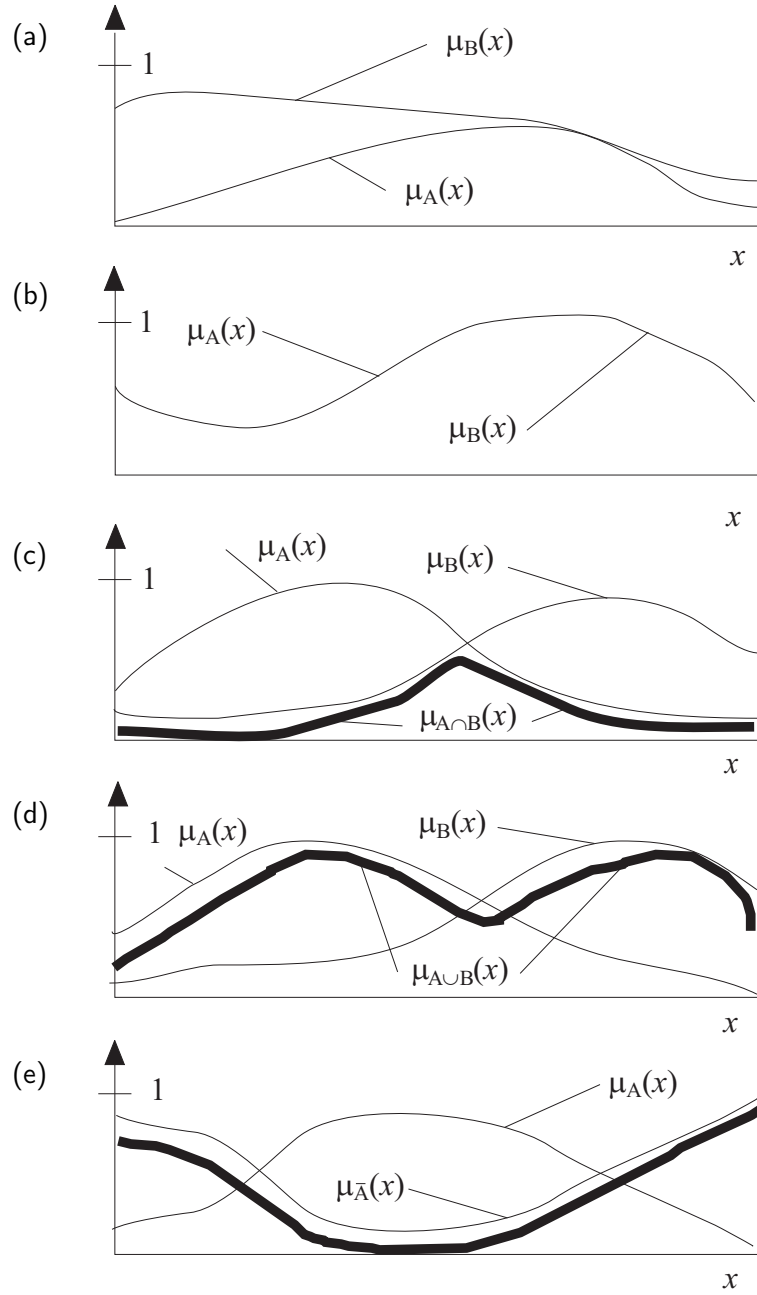 (a)
1
μB(x)
μA(x)
x
(b)
1
μA(x)
μB(x)
x
(c)
1
μA(x)
μB(x)
μA∩B(x)
x
(d)
1 μA(x)
μB(x)
μA∪B(x)
x
(e)
1
μA(x)
μĀ(x)
x